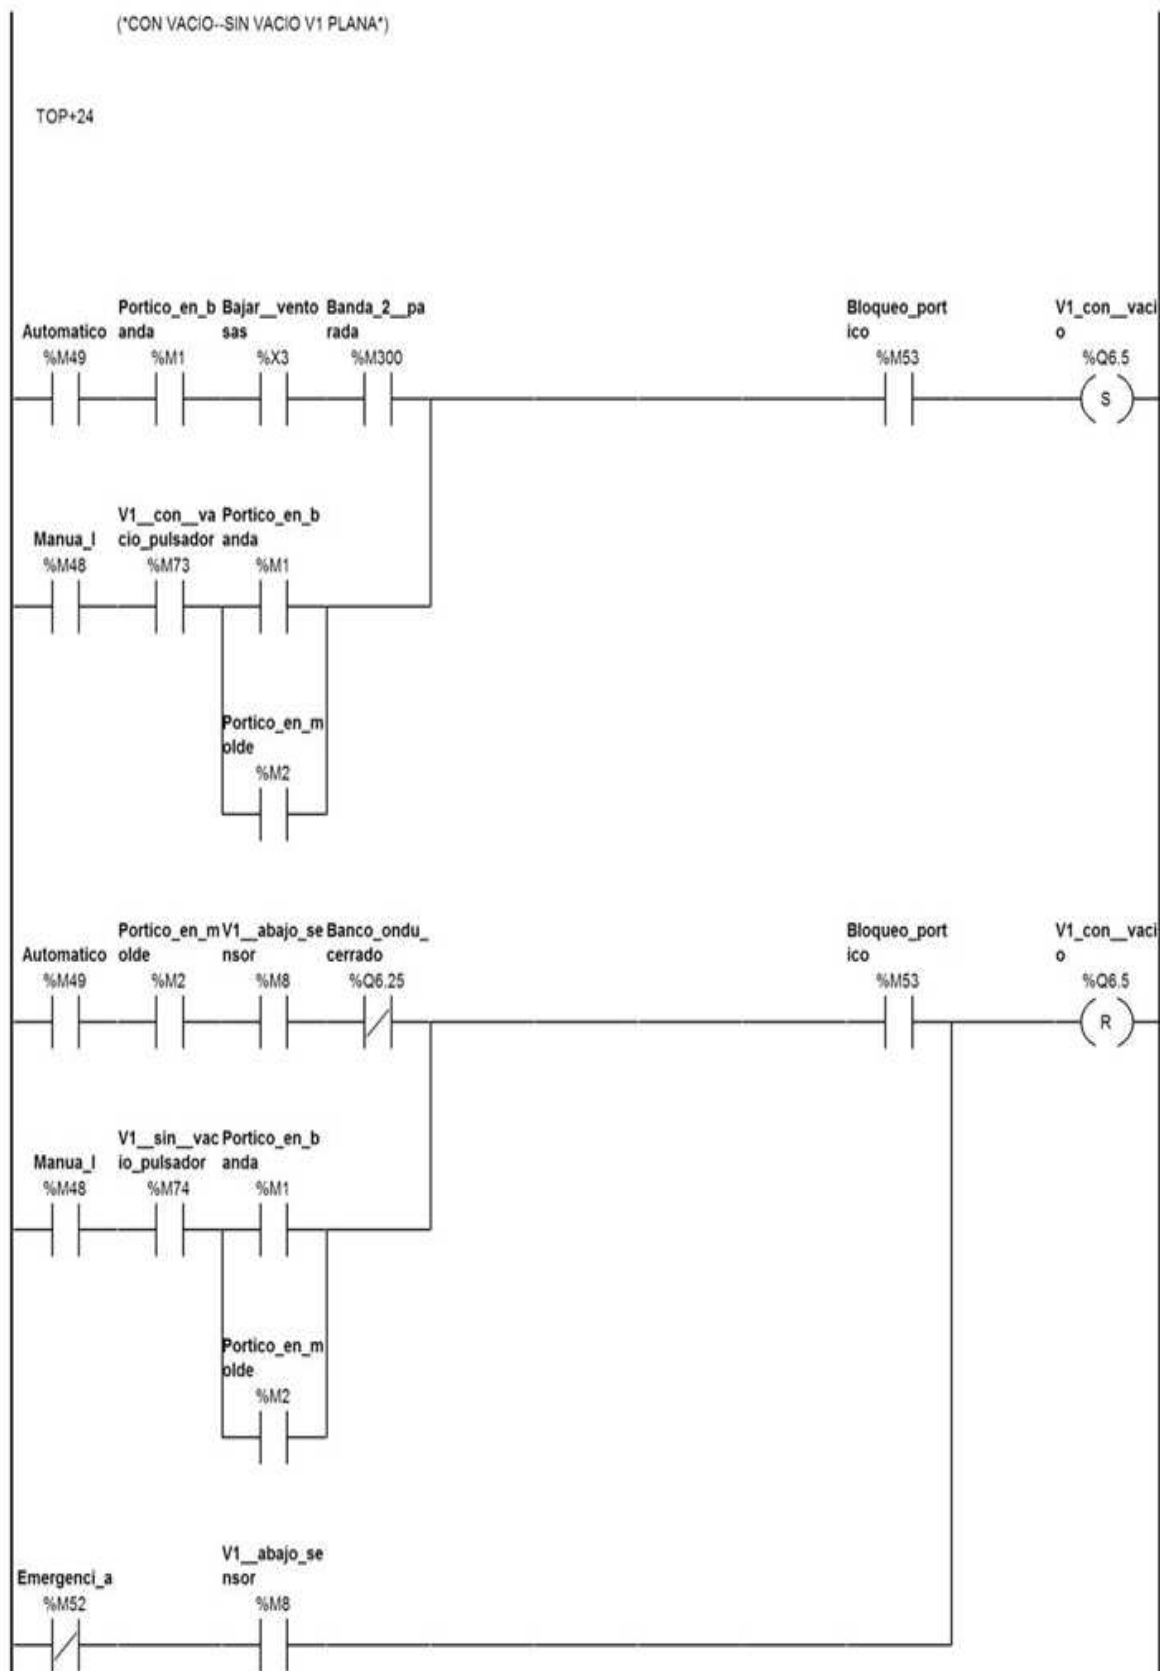 (*CON VACIO--SIN VACIO V1 PLANA*)
TOP+24
Portico_en_b Bajar__vento Banda_2__pa Bloqueo_port V1_con__vaci
Automatico anda sas rada ico o
%M49 %M1 %X3 %M300 %M53 %Q6.5
S
V1__con__va Portico_en_b
Manua_l cio_pulsador anda
%M48 %M73 %M1
Portico_en_m
olde
%M2
Portico_en_m V1__abajo_se Banco_ondu_ Bloqueo_port V1_con__vaci
Automatico olde nsor cerrado ico o
%M49 %M2 %M8 %Q6.25 %M53 %Q6.5
R
V1__sin__vac Portico_en_b
Manua_l io_pulsador anda
%M48 %M74 %M1
Portico_en_m
olde
%M2
V1__abajo_se
Emergenci_a nsor
%M52 %M8